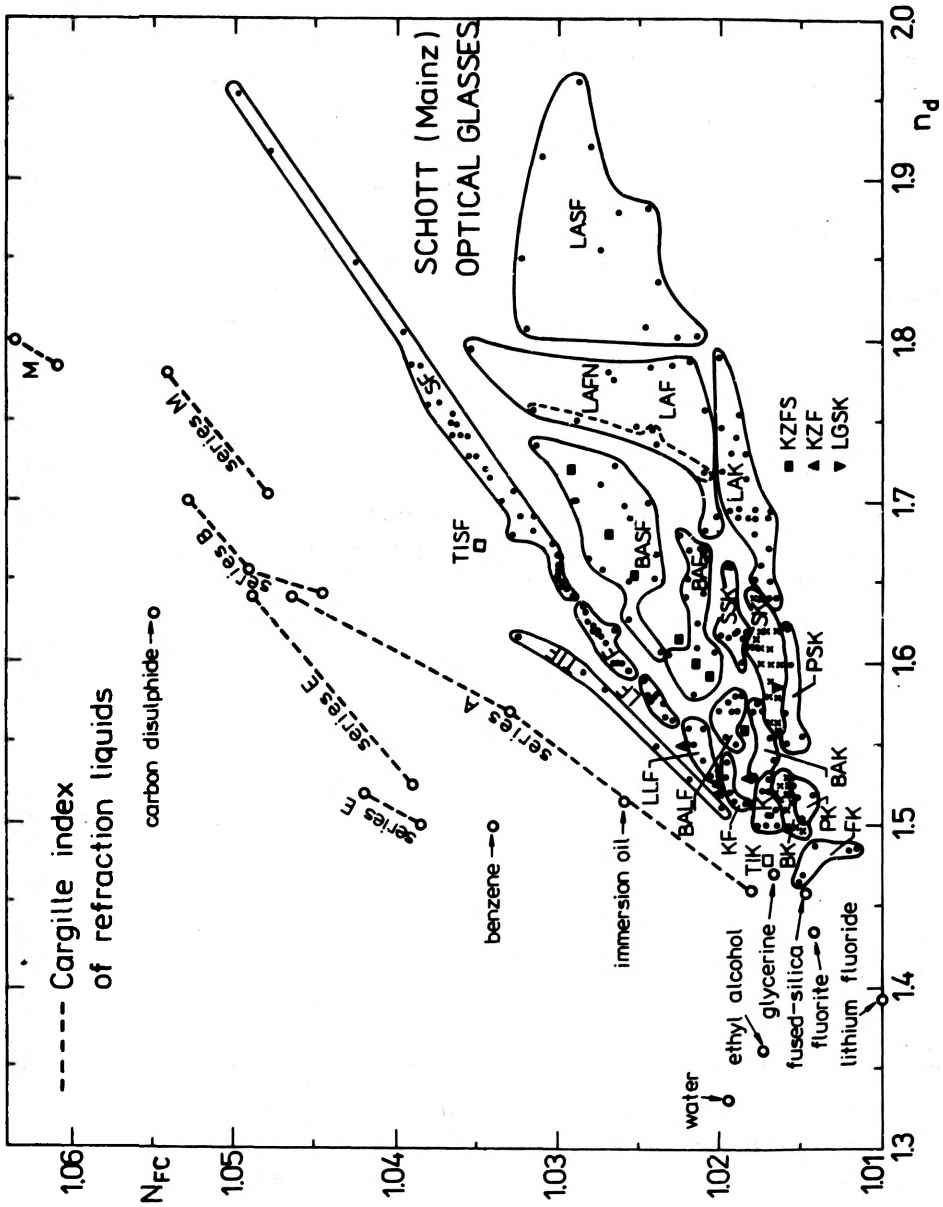 ---- Cargille index
of refraction liquids
SCHOTT (Mainz)
OPTICAL GLASSES
N_FC
1.06
1.05
1.04
1.03
1.02
1.01
1.3
1.4
1.5
1.6
1.7
1.8
1.9
2.0
n_d
M
series M
series B
series E
series A
series E
carbon disulphide
benzene
immersion oil
water
ethyl alcohol
glycerine
fused-silica
fluorite
lithium fluoride
TISF
SF
TIF
F
LF
LLF
BALF
KF
TIK
K
BK
PK
FK
BAK
PSK
SK
SSK
BAF
BASF
LAK
LAF
LAFN
LASF
■ KZFS
▲ KZF
▼ LGSK